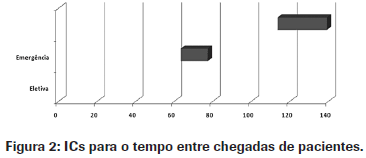 Emergência
Eletiva
0 20 40 60 80 100 120 140
Figura 2: ICs para o tempo entre chegadas de pacientes.